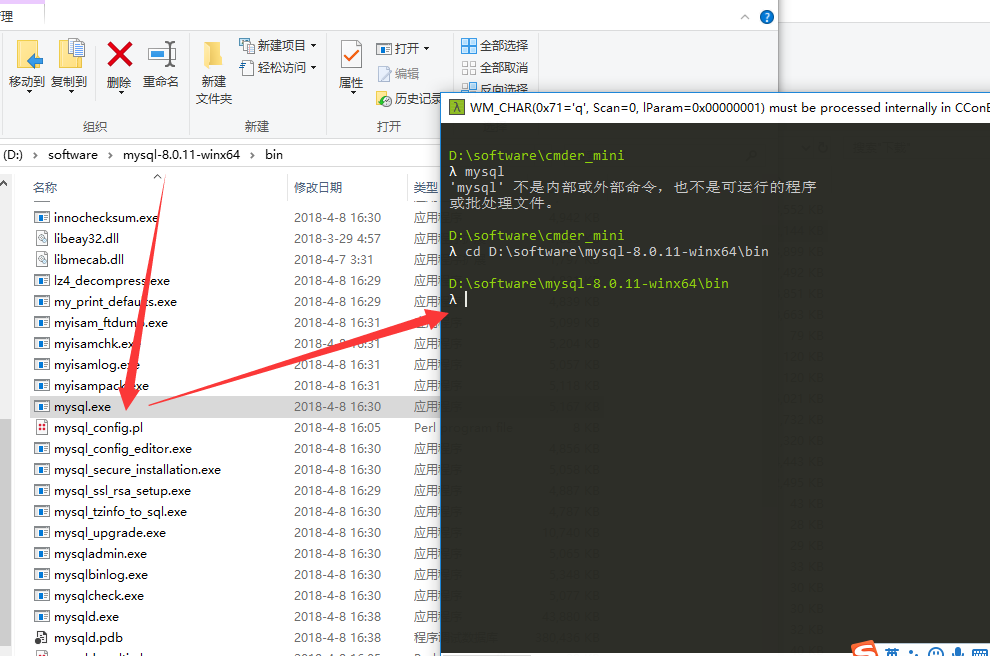 理
移动到
复制到
删除
重命名
新建
文件夹
新建项目
轻松访问
属性
打开
编辑
历史记录
全部选择
全部取消
反向选择
组织
新建
打开
(D:) > software > mysql-8.0.11-winx64 > bin
名称 修改日期 类型
innochecksum.exe 2018-4-8 16:30 应用
libeay32.dll 2018-3-29 4:57 应用
libmecab.dll 2018-4-7 3:31 应用
lz4_decompress.exe 2018-4-8 16:29 应用
my_print_defaults.exe 2018-4-8 16:29 应用
myisam_ftdump.exe 2018-4-8 16:31 应用
myisamchk.exe 2018-4-8 16:31 应用
myisamlog.exe 2018-4-8 16:31 应用
myisampack.exe 2018-4-8 16:31 应用
mysql.exe 2018-4-8 16:30 应用
mysql_config.pl 2018-4-8 16:05 Perl
mysql_config_editor.exe 2018-4-8 16:30 应用
mysql_secure_installation.exe 2018-4-8 16:30 应用
mysql_ssl_rsa_setup.exe 2018-4-8 16:29 应用
mysql_tzinfo_to_sql.exe 2018-4-8 16:30 应用
mysql_upgrade.exe 2018-4-8 16:30 应用
mysqladmin.exe 2018-4-8 16:30 应用
mysqlbinlog.exe 2018-4-8 16:30 应用
mysqlcheck.exe 2018-4-8 16:30 应用
mysqld.exe 2018-4-8 16:38 应用
mysqld.pdb 2018-4-8 16:38 程序
WM_CHAR(0x71='q', Scan=0, lParam=0x00000001) must be processed internally in CConE
D:\software\cmder_mini
λ mysql
'mysql' 不是内部或外部命令，也不是可运行的程序
或批处理文件。
D:\software\cmder_mini
λ cd D:\software\mysql-8.0.11-winx64\bin
D:\software\mysql-8.0.11-winx64\bin
λ
英